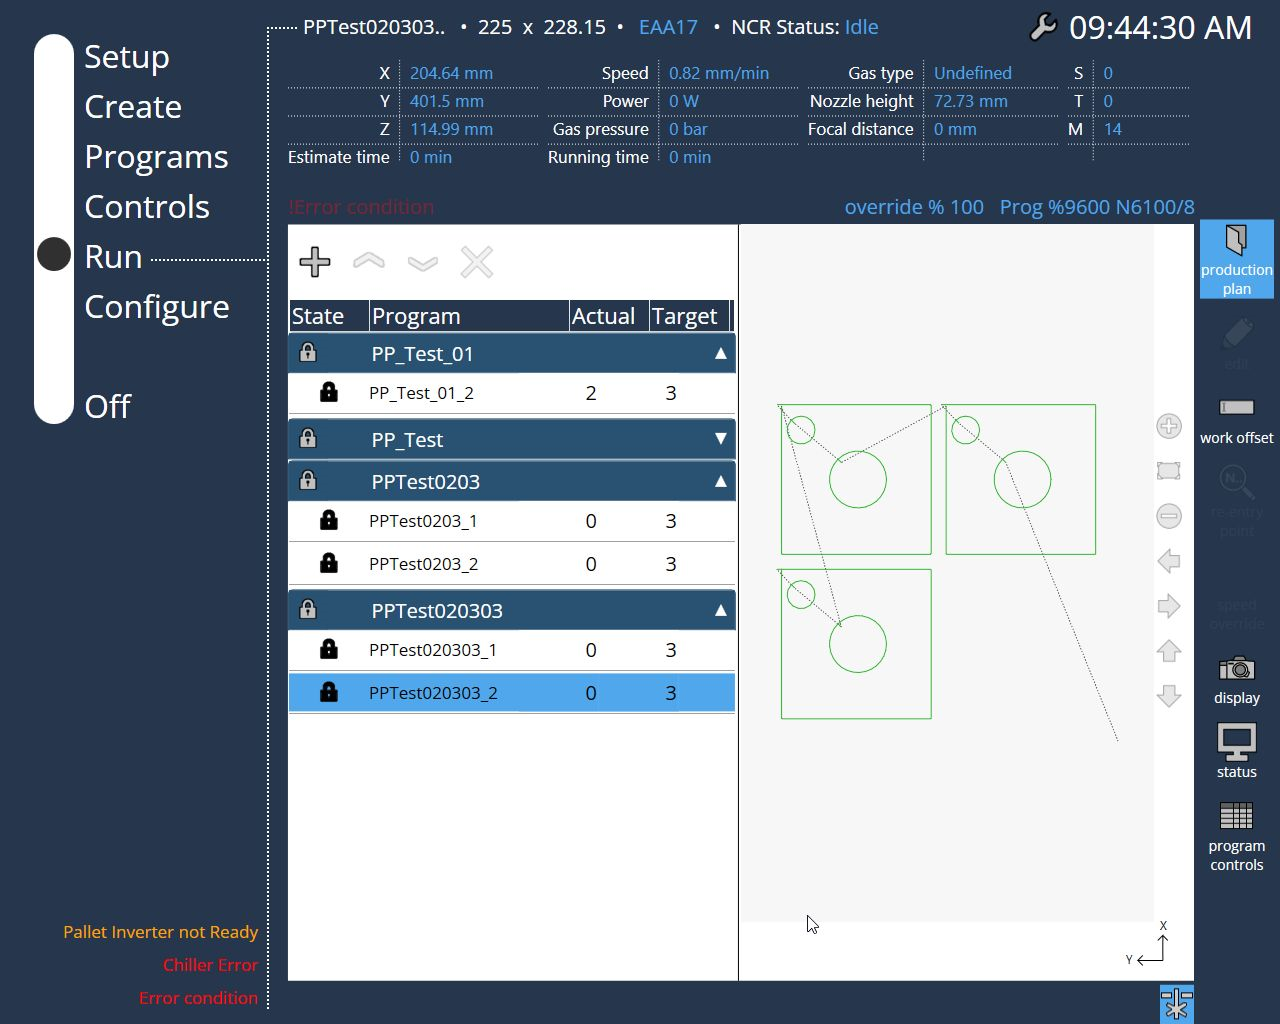 PPTest020303.. • 225 x 228.15 • EAA17 • NCR Status: Idle
09:44:30 AM
Setup
Create
Programs
Controls
Run
Configure
Off
X 204.64 mm Speed 0.82 mm/min Gas type Undefined S 0
Y 401.5 mm Power 0 W Nozzle height 72.73 mm T 0
Z 114.99 mm Gas pressure 0 bar Focal distance 0 mm M 14
Estimate time 0 min Running time 0 min
!Error condition override % 100 Prog %9600 N6100/8
State Program Actual Target
PP_Test_01
PP_Test_01_2 2 3
PP_Test
PPTest0203
PPTest0203_1 0 3
PPTest0203_2 0 3
PPTest020303
PPTest020303_1 0 3
PPTest020303_2 0 3
X
Y
production
plan
edit
work offset
N..
re-entry
point
speed
override
display
status
program
controls
Pallet Inverter not Ready
Chiller Error
Error condition